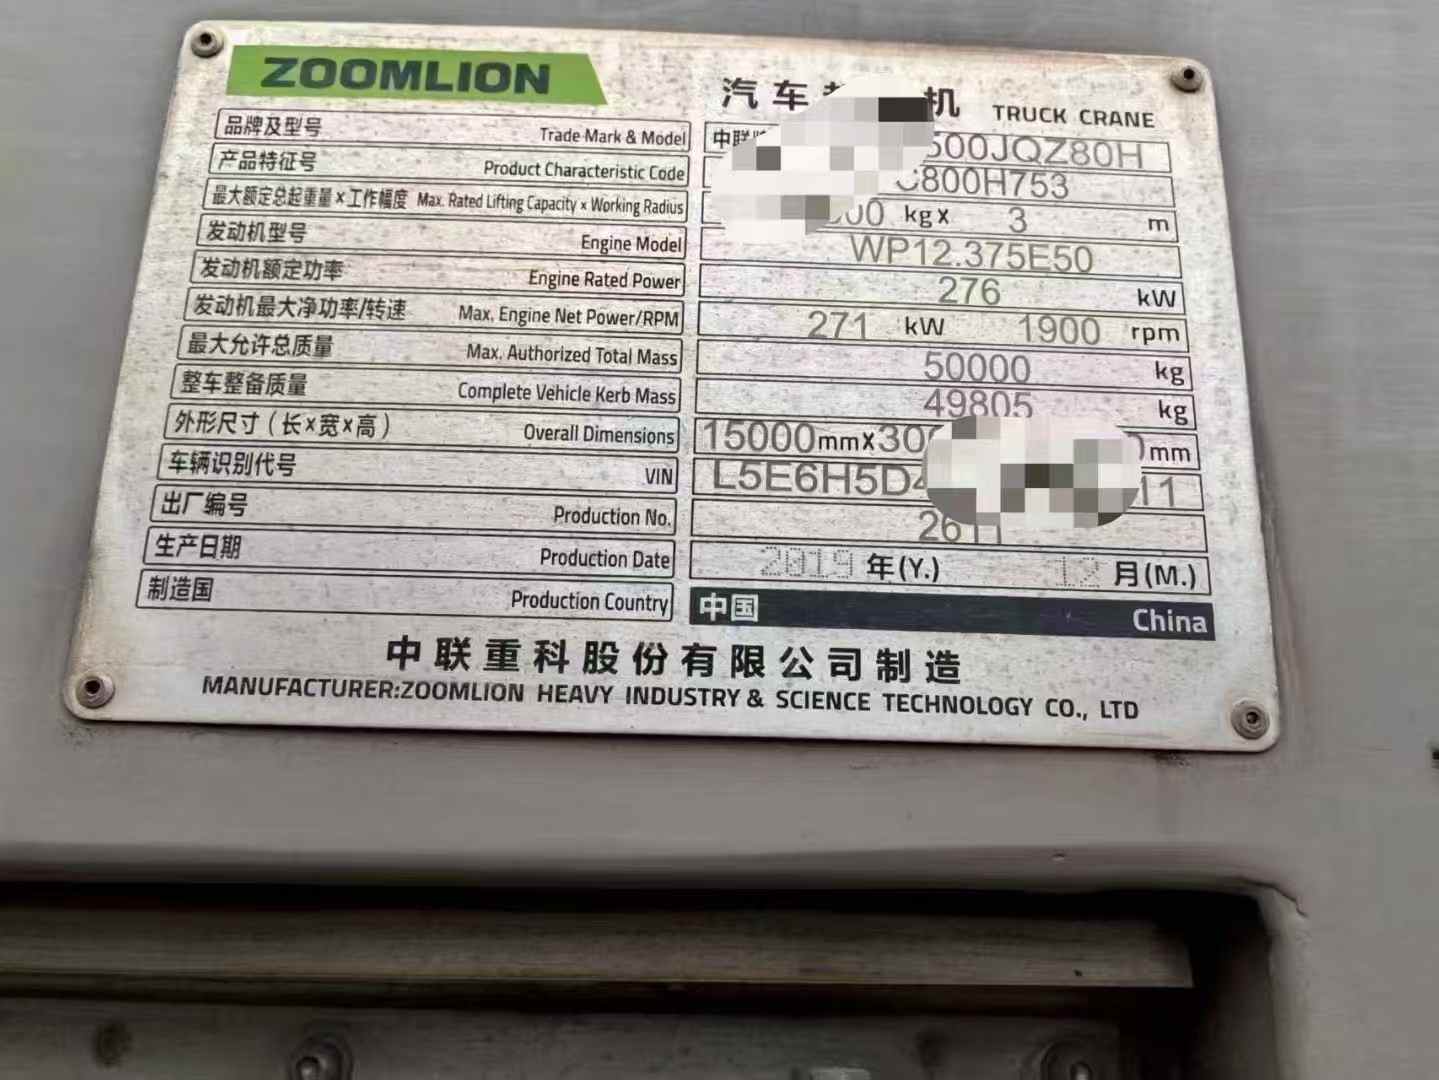 ZOOMLION
汽车 机 TRUCK CRANE
品牌及型号 Trade Mark & Model 中联 500JQZ80H
产品特征号 Product Characteristic Code C800H753
最大额定总起重量×工作幅度 Max. Rated Lifting Capacity × Working Radius 00 kg× 3 m
发动机型号 Engine Model WP12.375E50
发动机额定功率 Engine Rated Power 276 kW
发动机最大净功率/转速 Max. Engine Net Power/RPM 271 kW 1900 rpm
最大允许总质量 Max. Authorized Total Mass 50000 kg
整车整备质量 Complete Vehicle Kerb Mass 49805 kg
外形尺寸（长×宽×高） Overall Dimensions 15000mm×300 mm
车辆识别代号 VIN L5E6H5D4 11
出厂编号 Production No. 2611
生产日期 Production Date 2019 年(Y.) 12 月(M.)
制造国 Production Country 中国 China
中联重科股份有限公司制造
MANUFACTURER:ZOOMLION HEAVY INDUSTRY & SCIENCE TECHNOLOGY CO., LTD